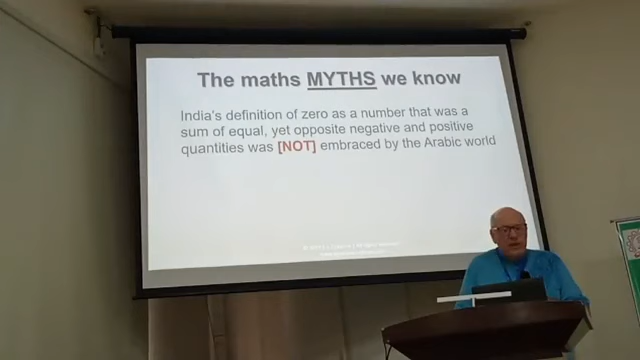 The maths MYTHS we know
India's definition of zero as a number that was a
sum of equal, yet opposite negative and positive
quantities was [NOT] embraced by the Arabic world